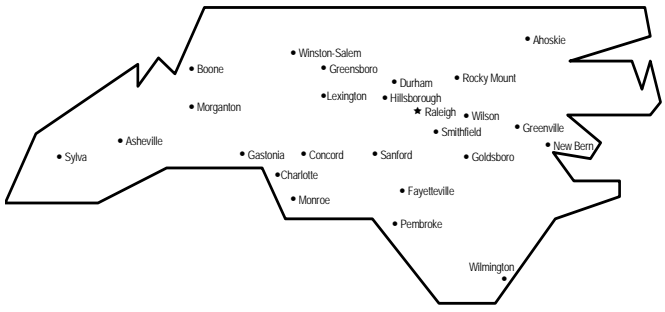 Ahoskie
Winston-Salem
Boone
Greensboro
Rocky Mount
Durham
Lexington
Hillsborough
Morganton
Raleigh
Wilson
Greenville
Smithfield
Asheville
New Bern
Sylva
Gastonia
Concord
Sanford
Goldsboro
Charlotte
Fayetteville
Monroe
Pembroke
Wilmington